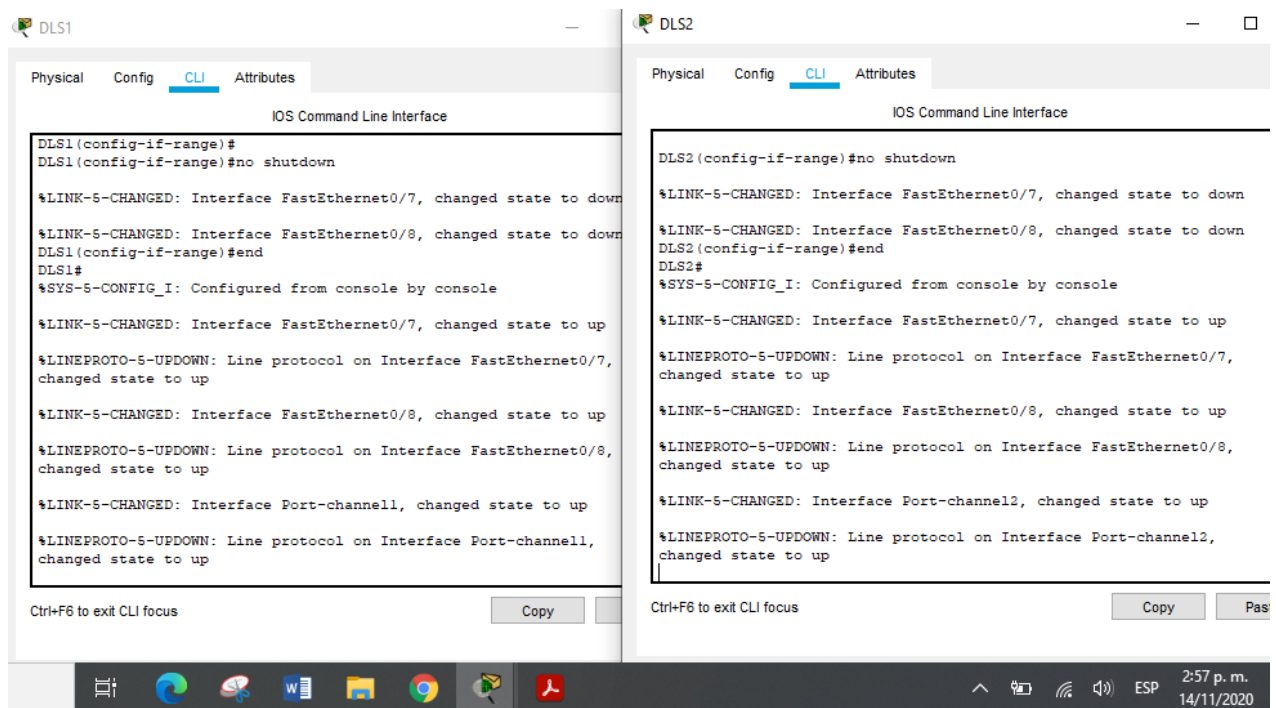 DLS1
Physical Config CLI Attributes
IOS Command Line Interface
DLS1(config-if-range)#
DLS1(config-if-range)#no shutdown
%LINK-5-CHANGED: Interface FastEthernet0/7, changed state to down
%LINK-5-CHANGED: Interface FastEthernet0/8, changed state to down
DLS1(config-if-range)#end
DLS1#
%SYS-5-CONFIG_I: Configured from console by console
%LINK-5-CHANGED: Interface FastEthernet0/7, changed state to up
%LINEPROTO-5-UPDOWN: Line protocol on Interface FastEthernet0/7,
changed state to up
%LINK-5-CHANGED: Interface FastEthernet0/8, changed state to up
%LINEPROTO-5-UPDOWN: Line protocol on Interface FastEthernet0/8,
changed state to up
%LINK-5-CHANGED: Interface Port-channel1, changed state to up
%LINEPROTO-5-UPDOWN: Line protocol on Interface Port-channel1,
changed state to up
Ctrl+F6 to exit CLI focus
Copy
DLS2
Physical Config CLI Attributes
IOS Command Line Interface
DLS2(config-if-range)#no shutdown
%LINK-5-CHANGED: Interface FastEthernet0/7, changed state to down
%LINK-5-CHANGED: Interface FastEthernet0/8, changed state to down
DLS2(config-if-range)#end
DLS2#
%SYS-5-CONFIG_I: Configured from console by console
%LINK-5-CHANGED: Interface FastEthernet0/7, changed state to up
%LINEPROTO-5-UPDOWN: Line protocol on Interface FastEthernet0/7,
changed state to up
%LINK-5-CHANGED: Interface FastEthernet0/8, changed state to up
%LINEPROTO-5-UPDOWN: Line protocol on Interface FastEthernet0/8,
changed state to up
%LINK-5-CHANGED: Interface Port-channel2, changed state to up
%LINEPROTO-5-UPDOWN: Line protocol on Interface Port-channel2,
changed state to up
Ctrl+F6 to exit CLI focus
Copy Pas
ESP
2:57 p. m.
14/11/2020